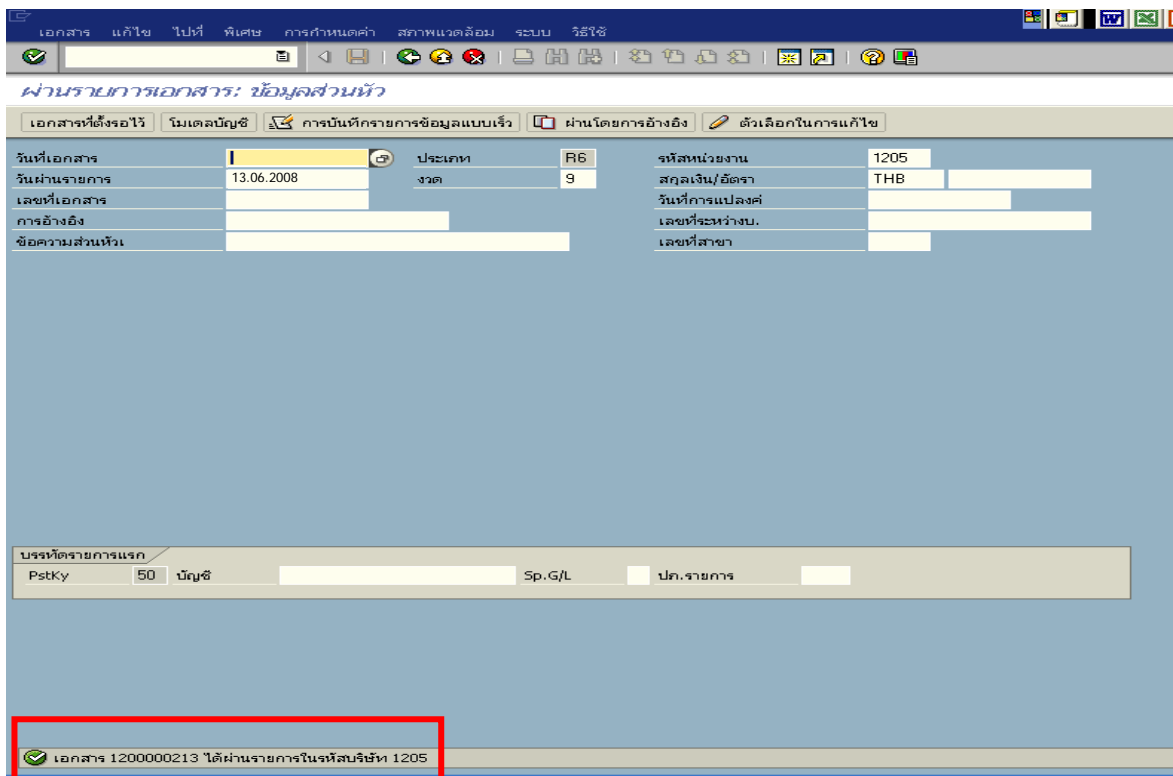 เอกสาร แก้ไข ไปที่ พิเศษ การกำหนดค่า สภาพแวดล้อม ระบบ วิธีใช้
ผ่านรายการเอกสาร: ข้อมูลส่วนหัว
เอกสารที่ตั้งรอไว้ โมเดลบัญชี การบันทึกรายการข้อมูลแบบเร็ว ผ่านโดยการอ้างอิง ตัวเลือกในการแก้ไข
วันที่เอกสาร ประเภท R6 รหัสหน่วยงาน 1205
วันผ่านรายการ 13.06.2008 งวด 9 สกุลเงิน/อัตรา THB
เลขที่เอกสาร วันที่การแปลงค่
การอ้างอิง เลขที่ระหว่างบ.
ข้อความส่วนหัวเ เลขที่สาขา
บรรทัดรายการแรก
PstKy 50 บัญชี Sp.G/L ปภ.รายการ
เอกสาร 1200000213 ได้ผ่านรายการในรหัสบริษัท 1205